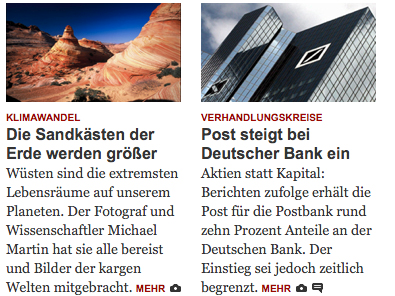 KLIMAWANDEL
Die Sandkästen der
Erde werden größer
Wüsten sind die extremsten
Lebensräume auf unserem
Planeten. Der Fotograf und
Wissenschaftler Michael
Martin hat sie alle bereist
und Bilder der kargen
Welten mitgebracht. MEHR
VERHANDLUNGSKREISE
Post steigt bei
Deutscher Bank ein
Aktien statt Kapital:
Berichten zufolge erhält die
Post für die Postbank rund
zehn Prozent Anteile an der
Deutschen Bank. Der
Einstieg sei jedoch zeitlich
begrenzt. MEHR